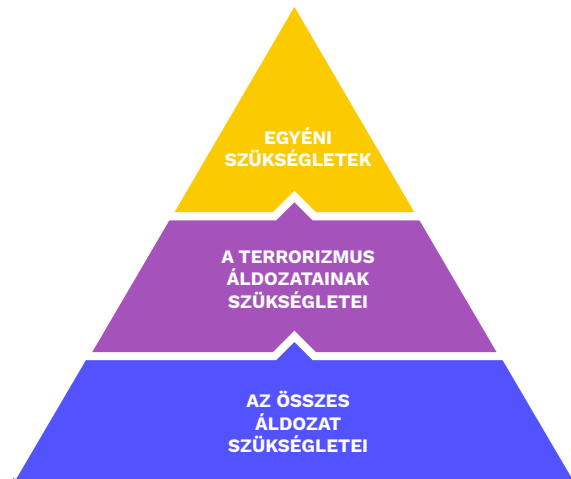 EGYÉNI
SZÜKSÉGLETEK
A TERRORIZMUS
ÁLDOZATAINAK
SZÜKSÉGLETEI
AZ ÖSSZES
ÁLDOZAT
SZÜKSÉGLETEI